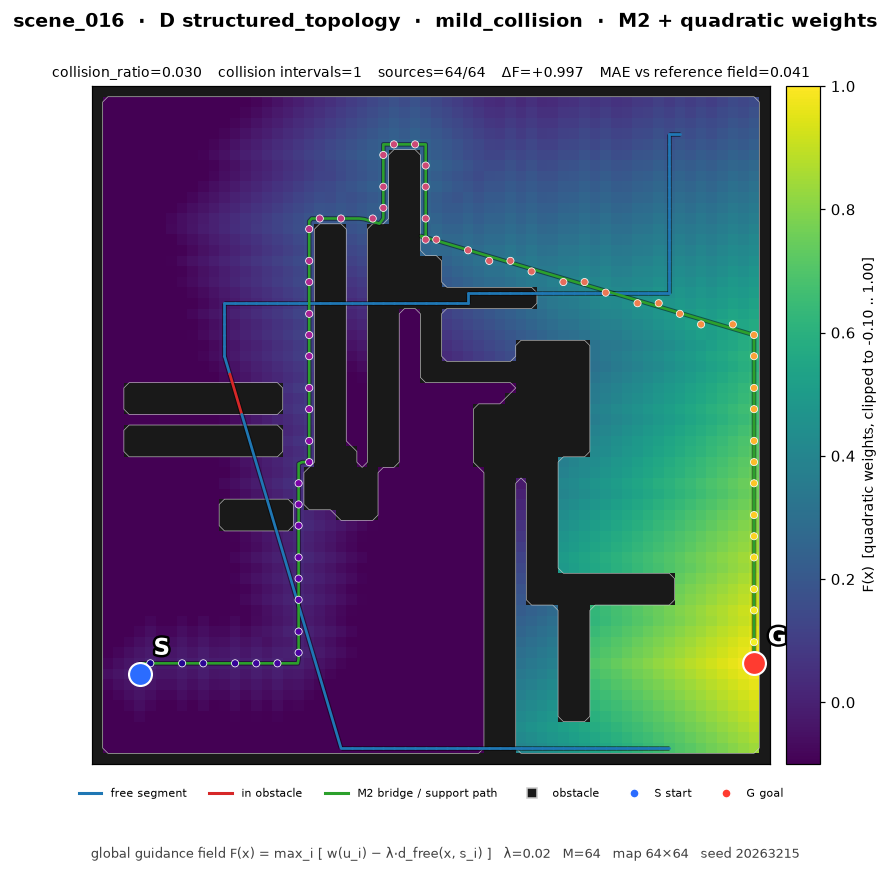 scene_016 · D structured_topology · mild_collision · M2 + quadratic weights
collision_ratio=0.030 collision intervals=1 sources=64/64 ΔF=+0.997 MAE vs reference field=0.041
1.0
0.8
0.6
0.4
0.2
0.0
F(x) [quadratic weights, clipped to -0.10 .. 1.00]
S
G
free segment
in obstacle
M2 bridge / support path
obstacle
S start
G goal
global guidance field F(x) = max_i [ w(u_i) − λ·d_free(x, s_i) ] λ=0.02 M=64 map 64×64 seed 20263215